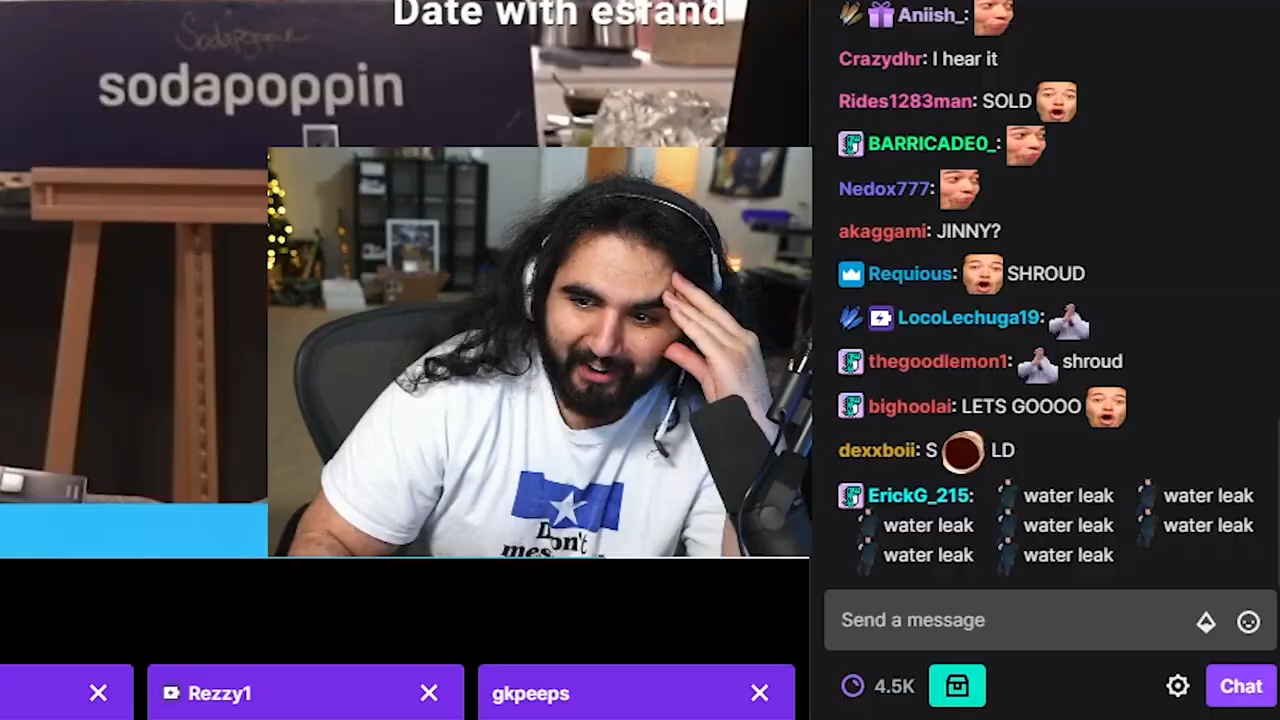 Date with esfand
Sodapoppin
sodapoppin
Don't
Aniish_:
Crazydhr: I hear it
Rides1283man: SOLD
BARRICADE0_:
Nedox777:
akaggami: JINNY?
Requious: SHROUD
LocoLechuga19:
thegoodlemon1: shroud
bighoolai: LETS GOOOO
dexxboii: S LD
ErickG_215: water leak water leak
water leak water leak water leak
water leak water leak
Send a message
4.5K
Chat
Rezzy1
gkpeeps